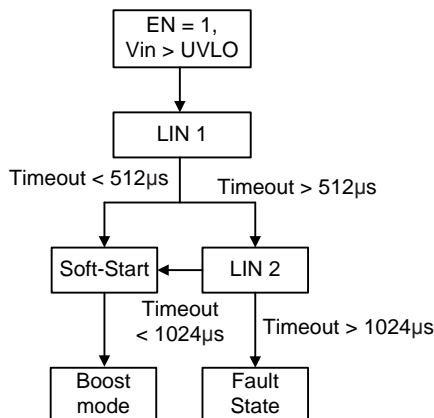 EN = 1,
Vin > UVLO
LIN 1
Timeout < 512µs
Timeout > 512µs
Soft-Start
LIN 2
Timeout
< 1024µs
Timeout > 1024µs
Boost
mode
Fault
State